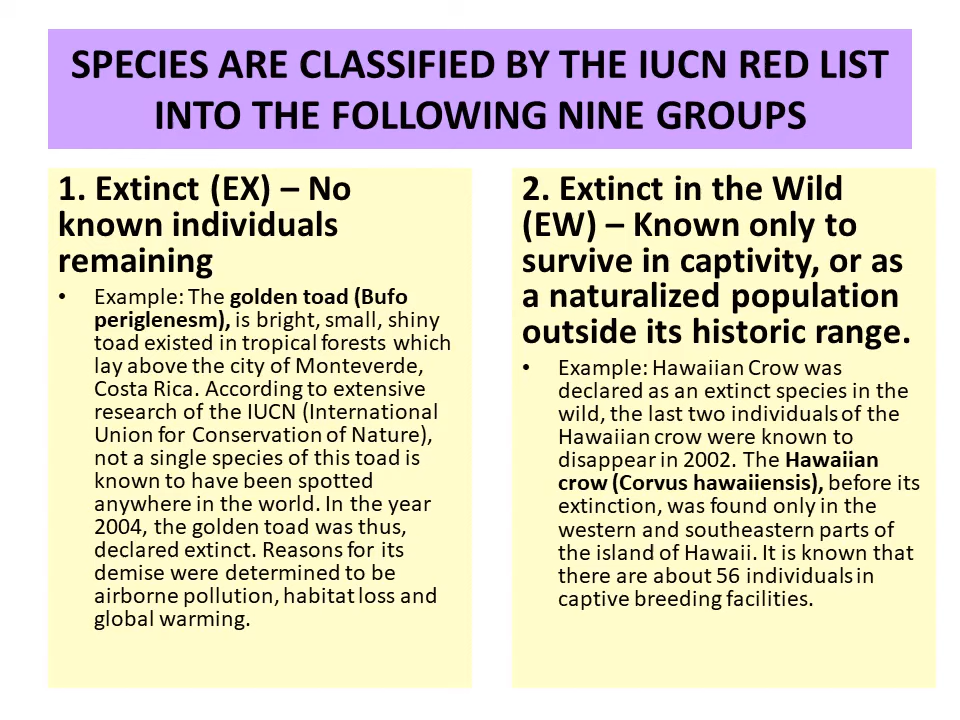 SPECIES ARE CLASSIFIED BY THE IUCN RED LIST
INTO THE FOLLOWING NINE GROUPS
1. Extinct (EX) – No
known individuals
remaining
• Example: The golden toad (Bufo
periglenesm), is bright, small, shiny
toad existed in tropical forests which
lay above the city of Monteverde,
Costa Rica. According to extensive
research of the IUCN (International
Union for Conservation of Nature),
not a single species of this toad is
known to have been spotted
anywhere in the world. In the year
2004, the golden toad was thus,
declared extinct. Reasons for its
demise were determined to be
airborne pollution, habitat loss and
global warming.
2. Extinct in the Wild
(EW) – Known only to
survive in captivity, or as
a naturalized population
outside its historic range.
• Example: Hawaiian Crow was
declared as an extinct species in the
wild, the last two individuals of the
Hawaiian crow were known to
disappear in 2002. The Hawaiian
crow (Corvus hawaiiensis), before its
extinction, was found only in the
western and southeastern parts of
the island of Hawaii. It is known that
there are about 56 individuals in
captive breeding facilities.